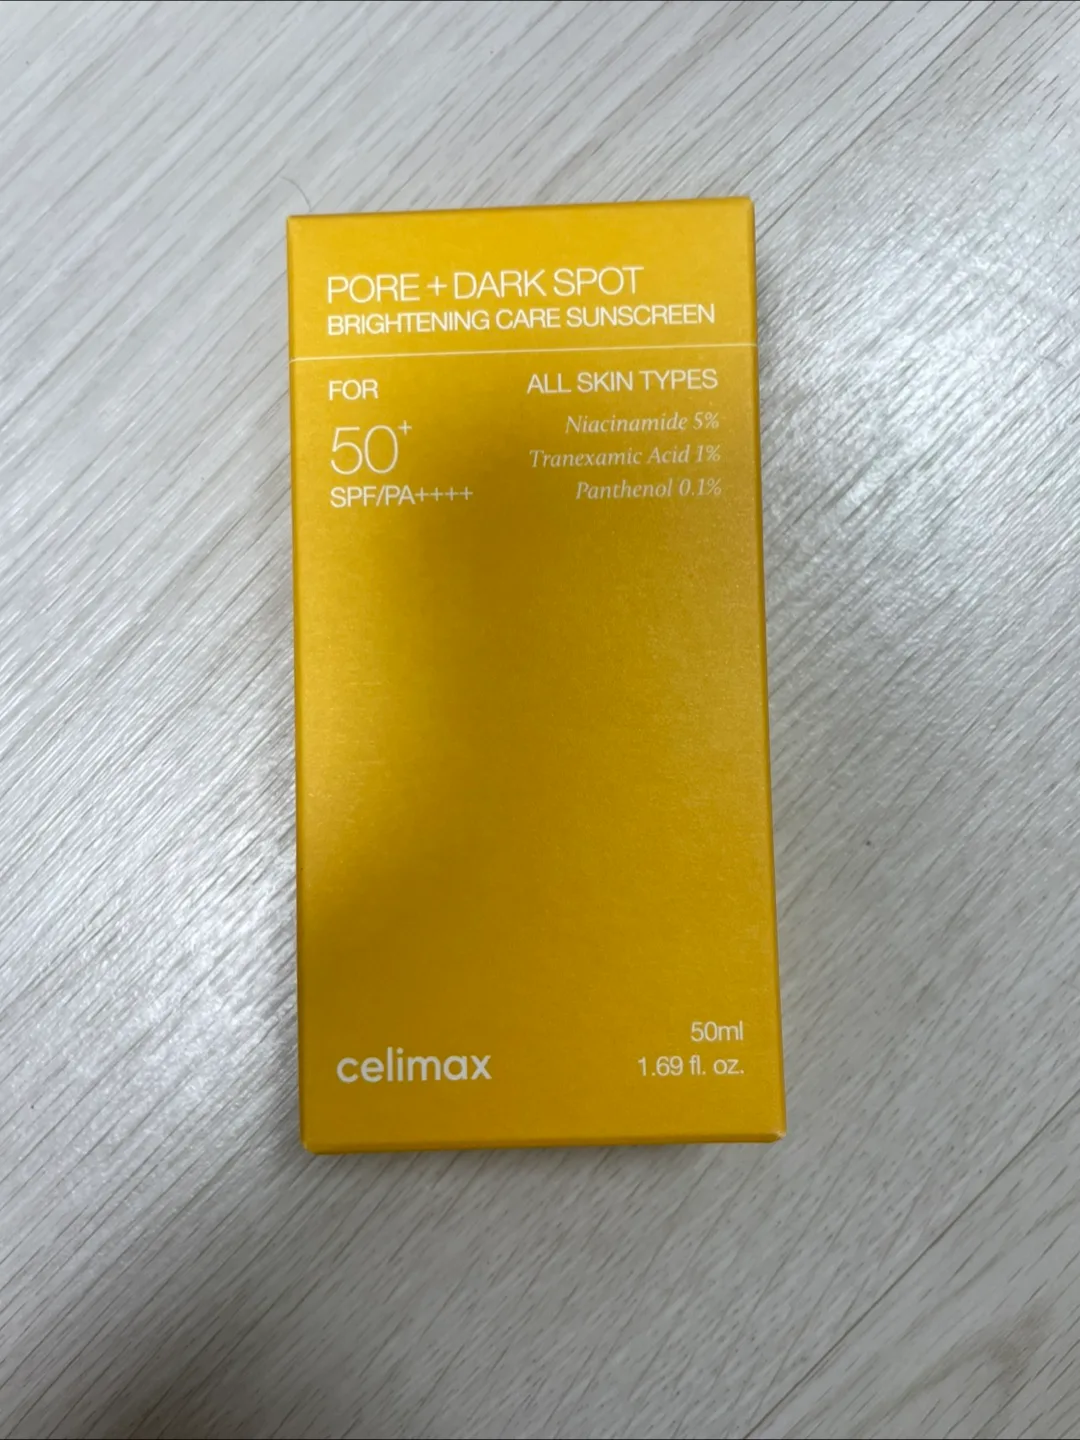 PORE + DARK SPOT
BRIGHTENING CARE SUNSCREEN
FOR
50+
SPF/PA++++
ALL SKIN TYPES
Niacinamide 5%
Tranexamic Acid 1%
Panthenol 0.1%
celimax
50ml
1.69 fl. oz.